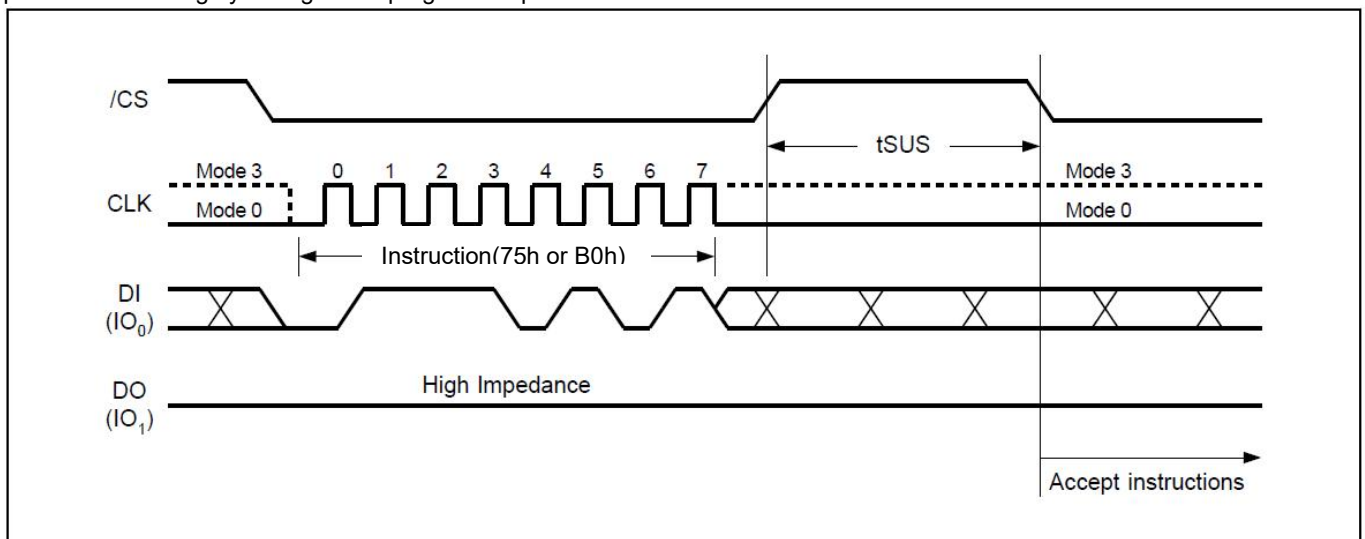 /CS
tSUS
Mode 3
0 1 2 3 4 5 6 7
Mode 3
CLK
Mode 0
Mode 0
Instruction(75h or B0h)
DI
(IO₀)
High Impedance
DO
(IO₁)
Accept instructions